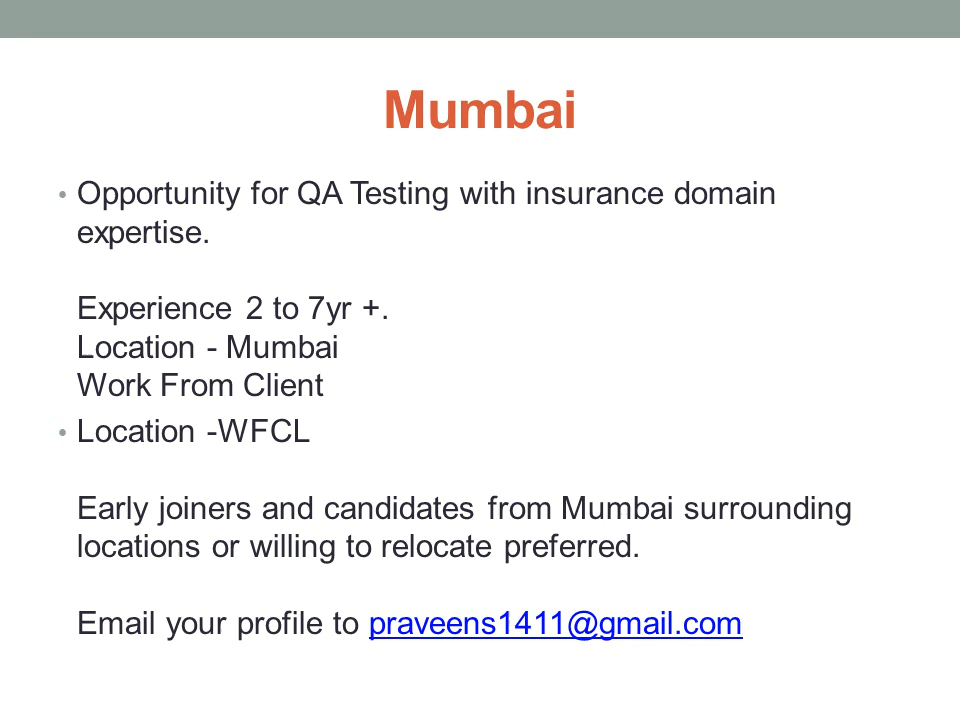 Mumbai
• Opportunity for QA Testing with insurance domain
expertise.
Experience 2 to 7yr +.
Location - Mumbai
Work From Client
• Location -WFCL
Early joiners and candidates from Mumbai surrounding
locations or willing to relocate preferred.
Email your profile to praveens1411@gmail.com